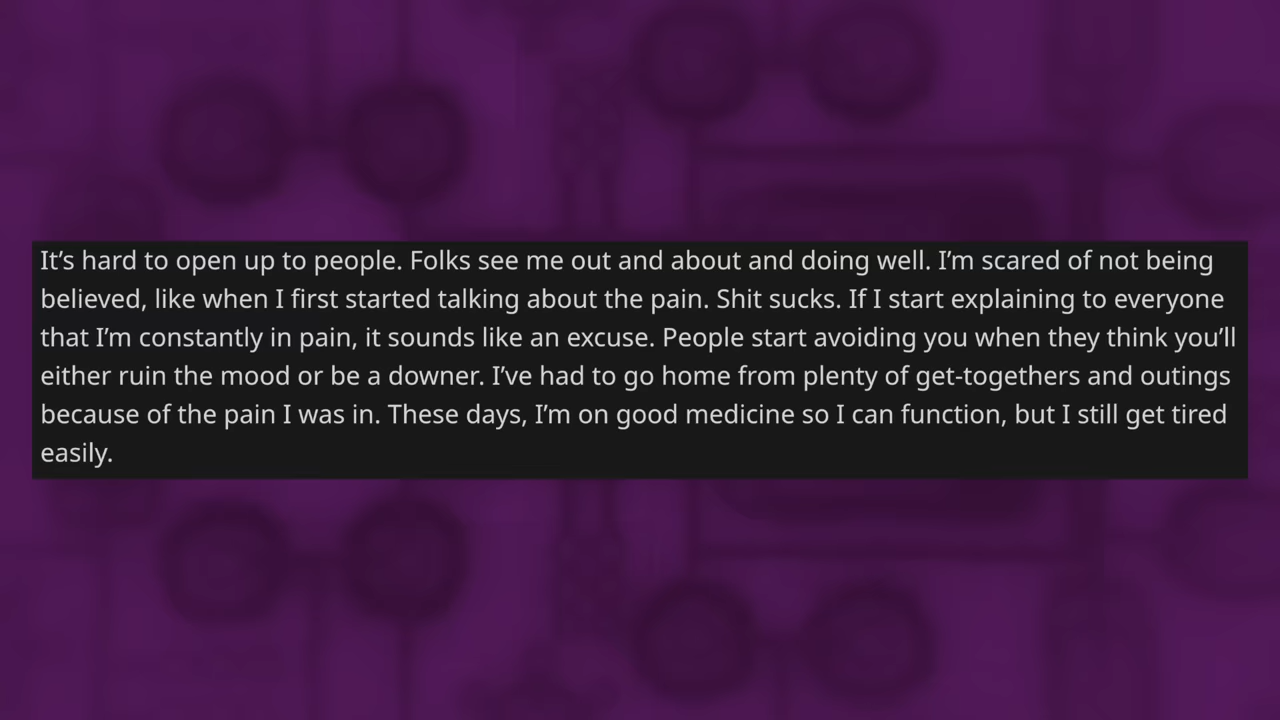 It’s hard to open up to people. Folks see me out and about and doing well. I’m scared of not being
believed, like when I first started talking about the pain. Shit sucks. If I start explaining to everyone
that I’m constantly in pain, it sounds like an excuse. People start avoiding you when they think you’ll
either ruin the mood or be a downer. I’ve had to go home from plenty of get-togethers and outings
because of the pain I was in. These days, I’m on good medicine so I can function, but I still get tired
easily.